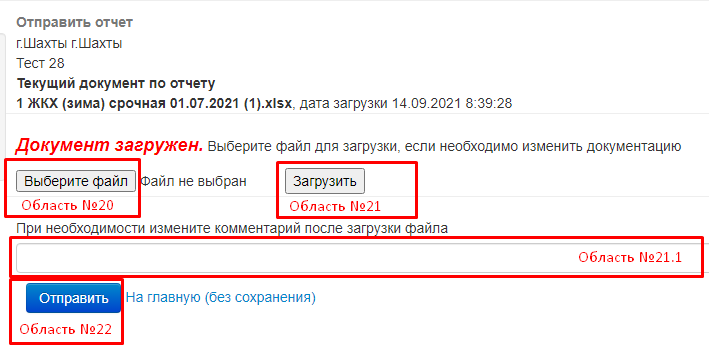 Отправить отчет
г.Шахты г.Шахты
Тест 28
Текущий документ по отчету
1 ЖКХ (зима) срочная 01.07.2021 (1).xlsx, дата загрузки 14.09.2021 8:39:28
Документ загружен. Выберите файл для загрузки, если необходимо изменить документацию
Выберите файл Файл не выбран Загрузить
Область №20 Область №21
При необходимости измените комментарий после загрузки файла
Область №21.1
Отправить На главную (без сохранения)
Область №22